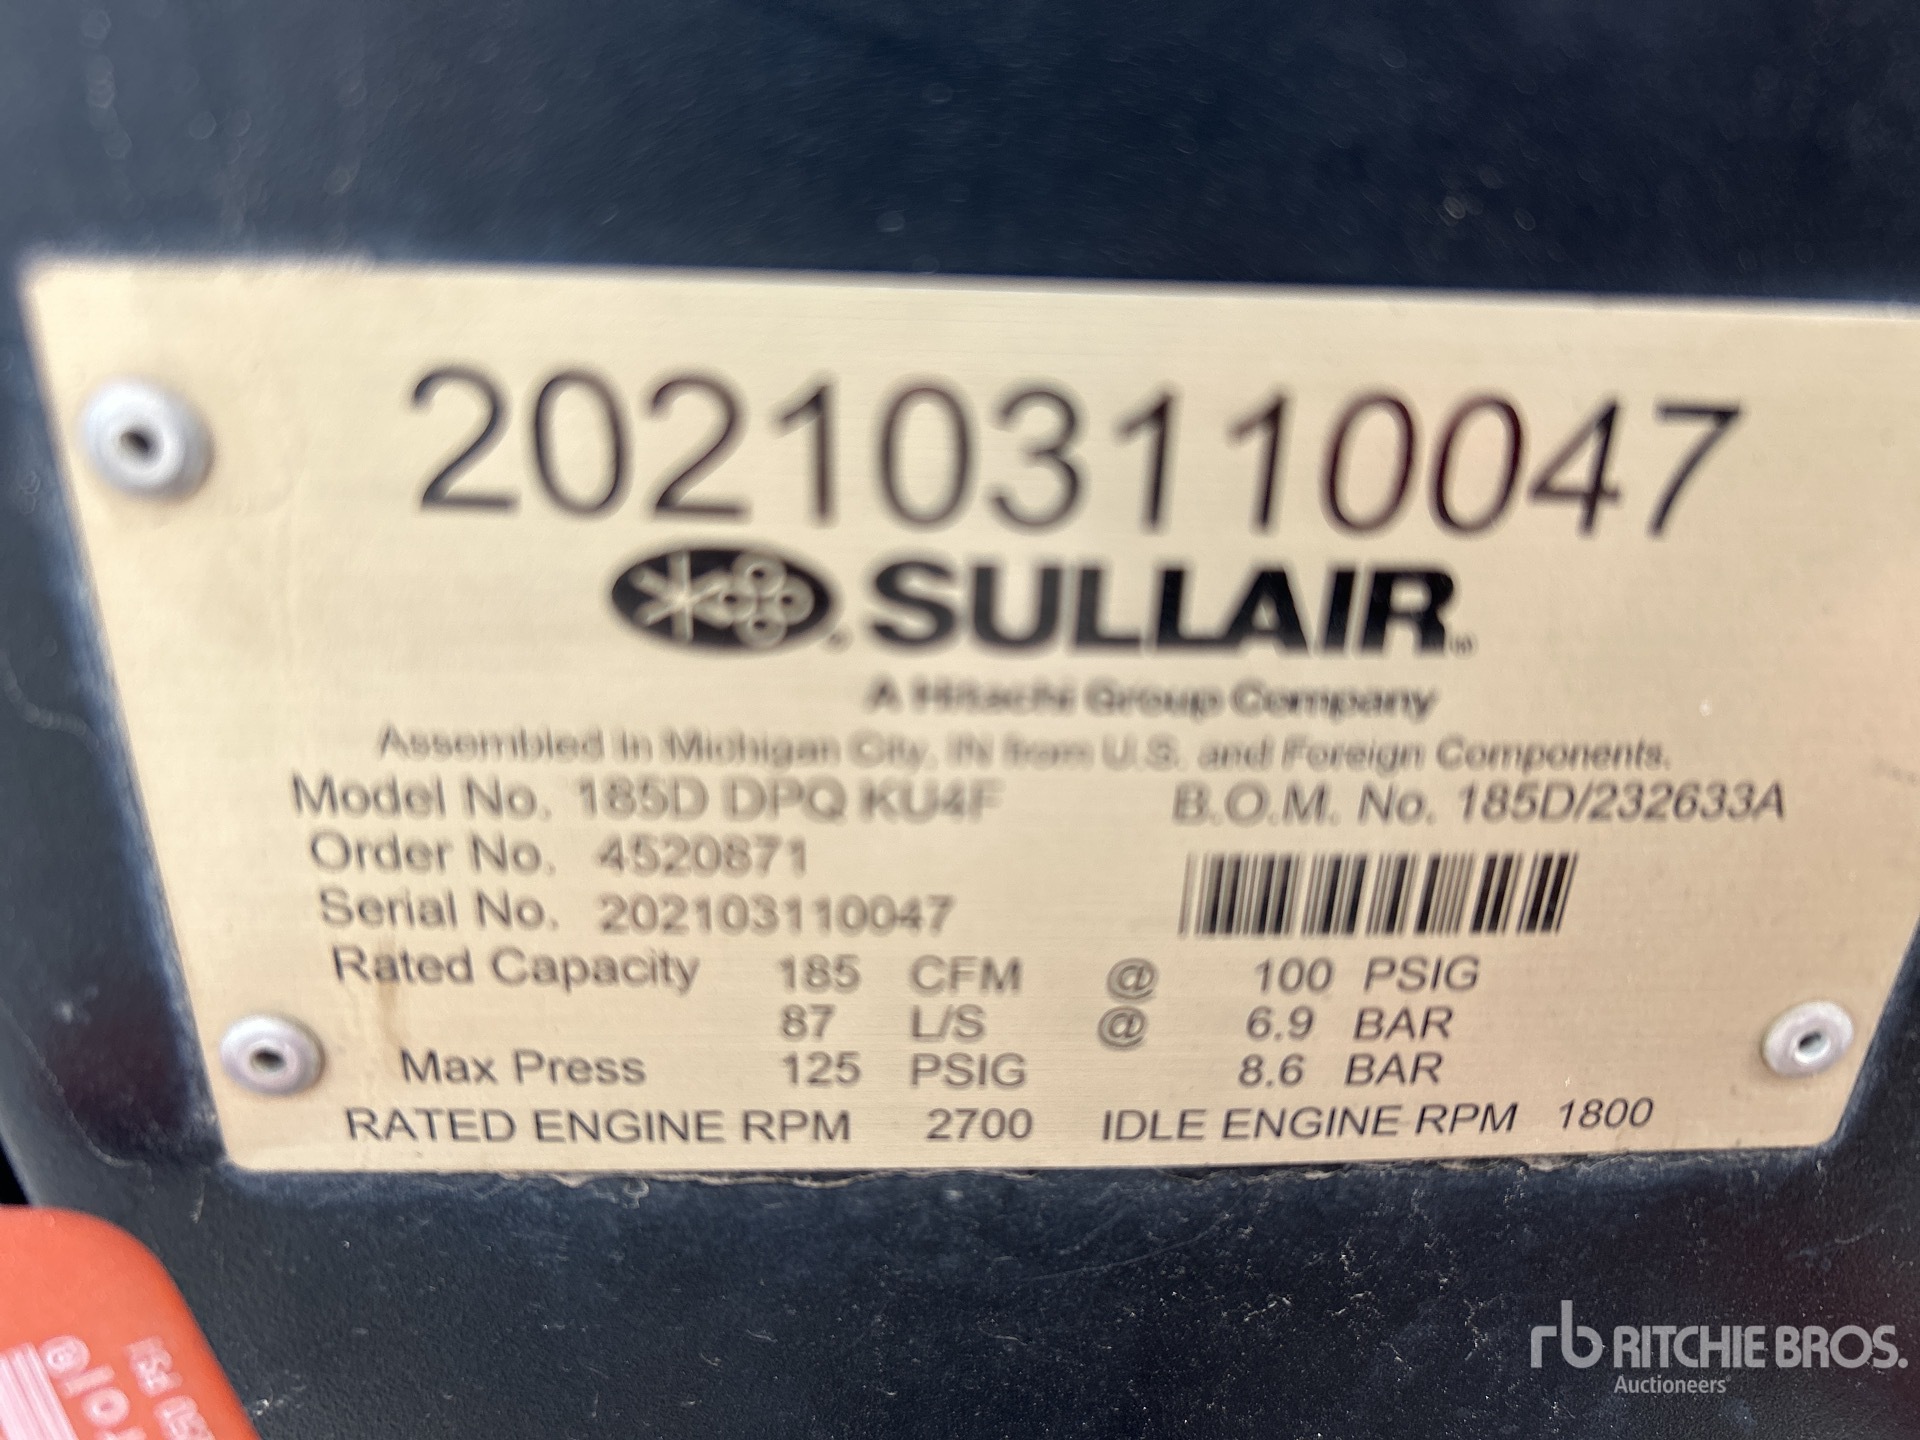 202103110047
SULLAIR
A Hitachi Group Company
Assembled in Michigan City, IN from U.S. and Foreign Components.
Model No. 185D DPQ KU4F B.O.M. No. 185D/232633A
Order No. 4520871
Serial No. 202103110047
Rated Capacity 185 CFM @ 100 PSIG
87 L/S @ 6.9 BAR
Max Press 125 PSIG 8.6 BAR
RATED ENGINE RPM 2700 IDLE ENGINE RPM 1800
PSI
rb RITCHIE BROS.
Auctioneers